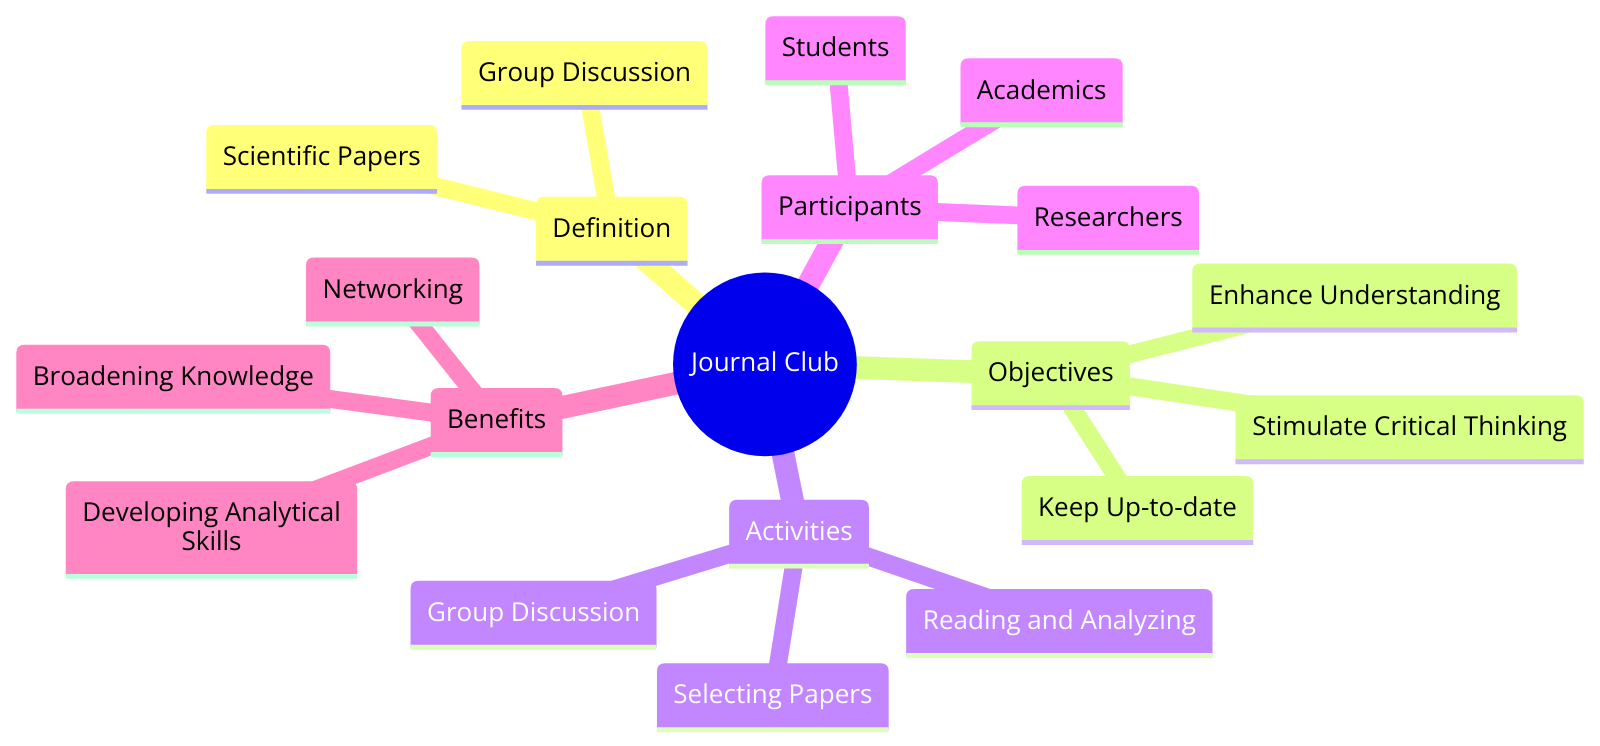 Students
Group Discussion
Academics
Scientific Papers
Participants
Researchers
Definition
Networking
Enhance Understanding
Journal Club
Objectives
Broadening Knowledge
Benefits
Stimulate Critical Thinking
Keep Up-to-date
Developing Analytical
Skills
Activities
Group Discussion
Reading and Analyzing
Selecting Papers